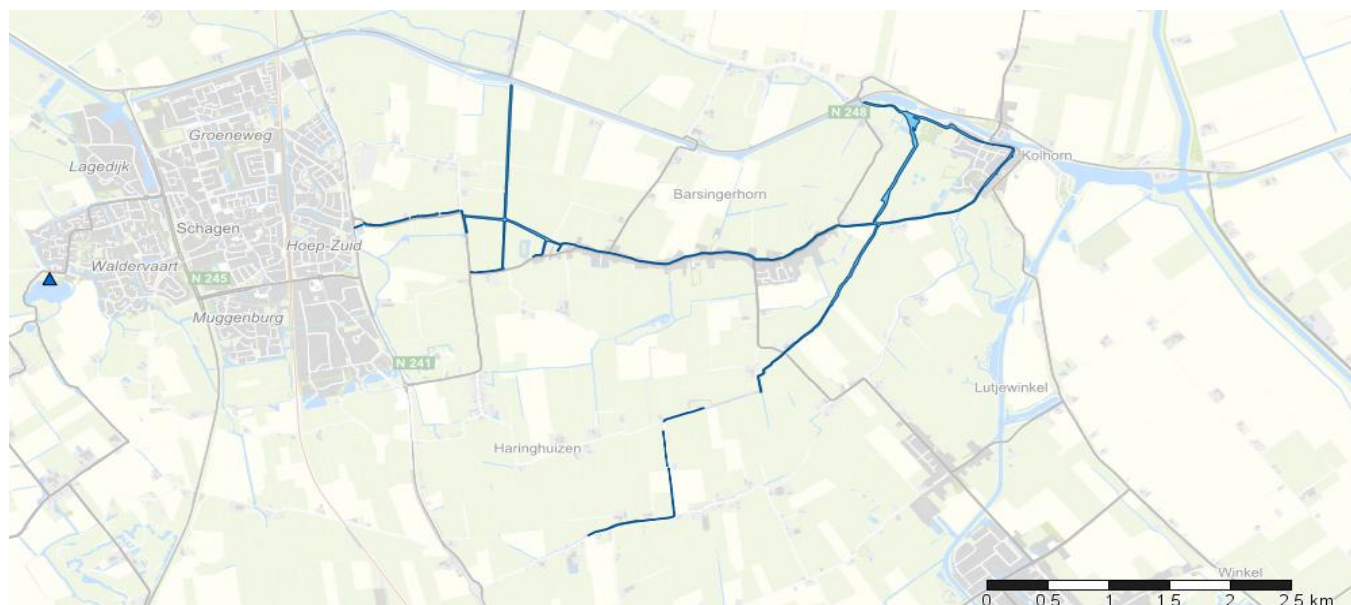 N 248
Groeneweg
Lagedijk
Kolhorn
Barsingerhorn
Schagen
Hoep-Zuid
Waldervaart
N 245
Muggenburg
N 241
Lutjewinkel
Haringhuizen
Winkel
0 0.5 1 1.5 2 2.5 km